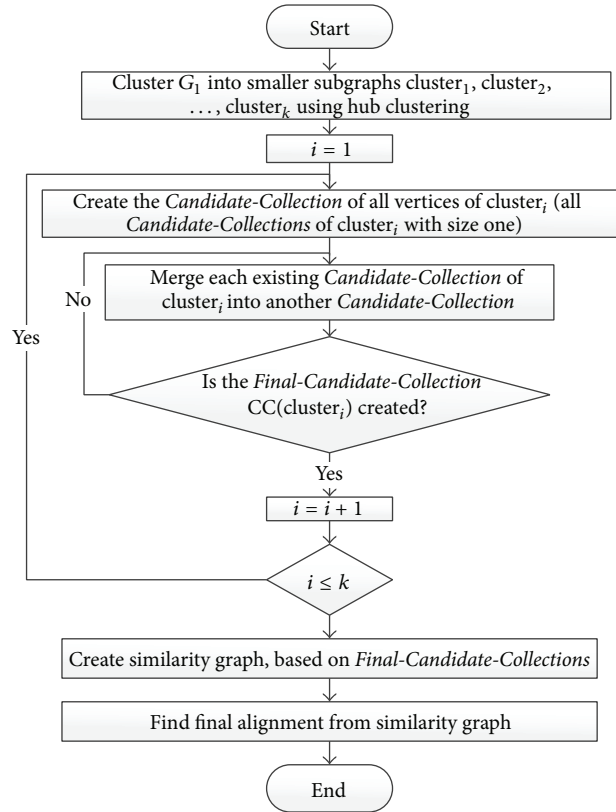 Start
Cluster G₁ into smaller subgraphs cluster₁, cluster₂,
…, clusterₖ using hub clustering
i = 1
Create the Candidate-Collection of all vertices of clusterᵢ (all
Candidate-Collections of clusterᵢ with size one)
Merge each existing Candidate-Collection of
clusterᵢ into another Candidate-Collection
No
Yes
Is the Final-Candidate-Collection
CC(clusterᵢ) created?
Yes
i = i + 1
i ≤ k
Create similarity graph, based on Final-Candidate-Collections
Find final alignment from similarity graph
End